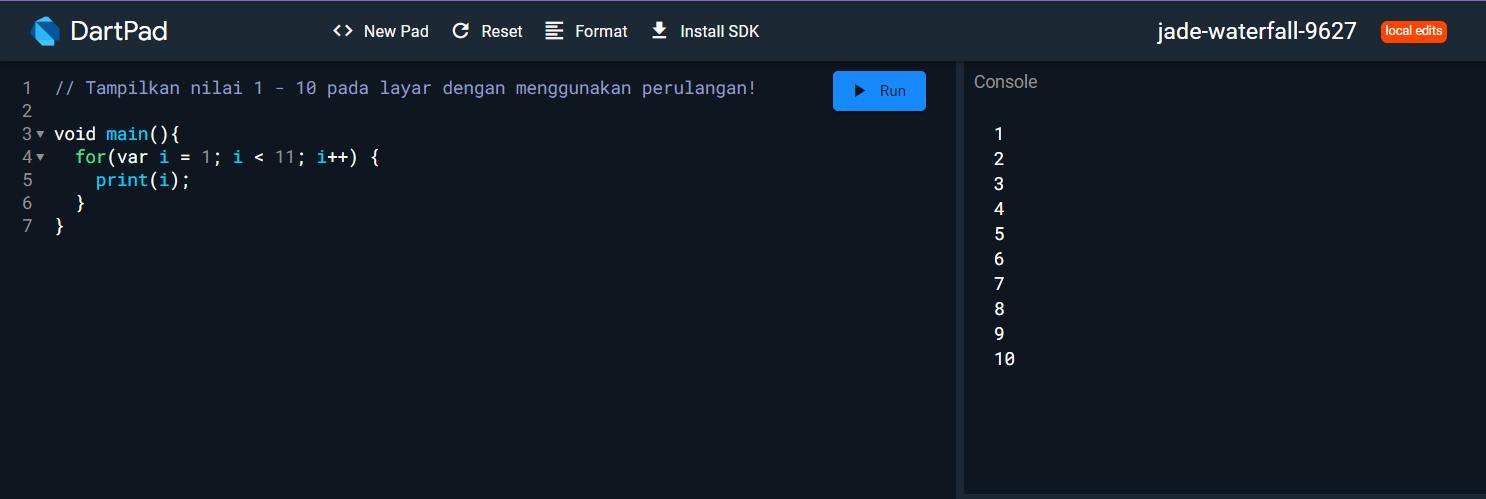 DartPad <> New Pad Reset Format Install SDK jade-waterfall-9627 local edits
1 // Tampilkan nilai 1 - 10 pada layar dengan menggunakan perulangan!
2
3 void main(){
4 for(var i = 1; i < 11; i++) {
5 print(i);
6 }
7 }
Run
Console
1
2
3
4
5
6
7
8
9
10